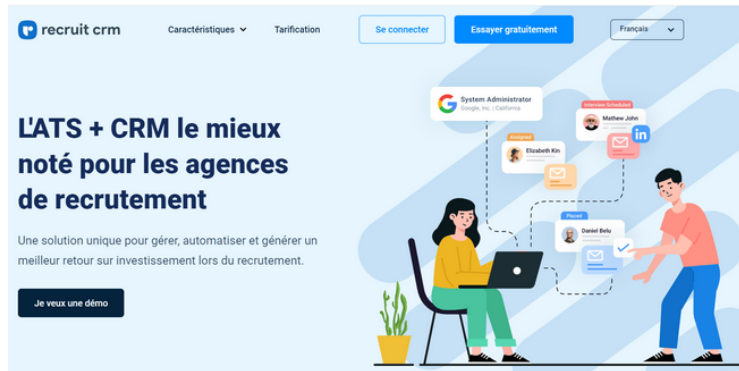 recruit crm
Caractéristiques
Tarification
Se connecter
Essayer gratuitement
Français
L'ATS + CRM le mieux
noté pour les agences
de recrutement
Une solution unique pour gérer, automatiser et générer un
meilleur retour sur investissement lors du recrutement.
Je veux une démo
System Administrator
Google, Inc. | California
Interview Scheduled
Mathew John
in
Assigned
Elizabeth Kin
Placed
Daniel Belu